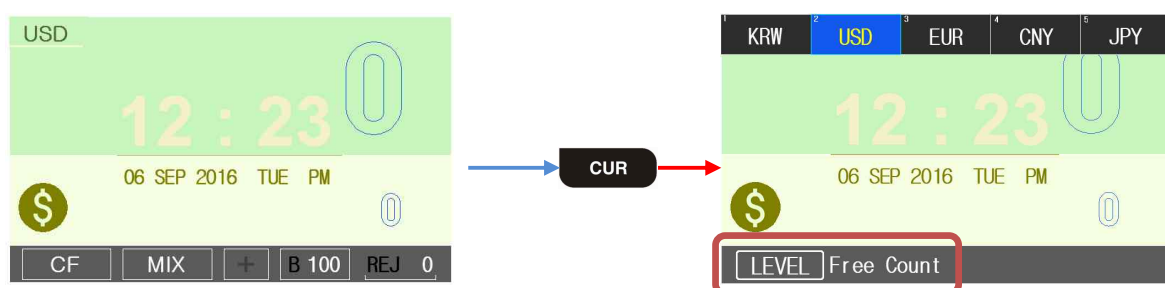 USD
0
12 : 23
06 SEP 2016 TUE PM
$
0
CF MIX + B 100 REJ 0
CUR
1 KRW 2 USD 3 EUR 4 CNY 5 JPY
0
12 : 23
06 SEP 2016 TUE PM
$
0
LEVEL Free Count